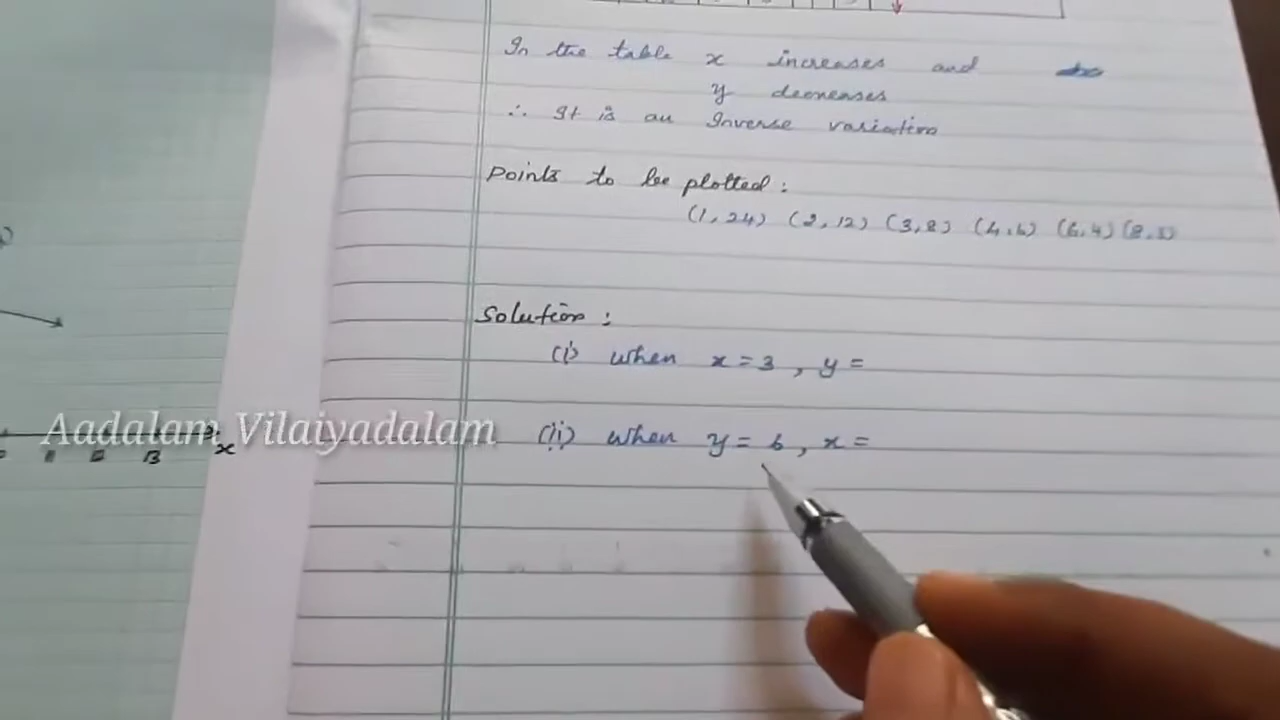 In the table x increases and
y decreases
∴ It is an Inverse variation
Points to be plotted :
(1, 24) (2, 12) (3, 8) (4, 6) (6, 4) (8, 3)
Solution :
(i) when x = 3 , y =
Aadalam Vilaiyadalam
(ii) when y = 6 , x =
x